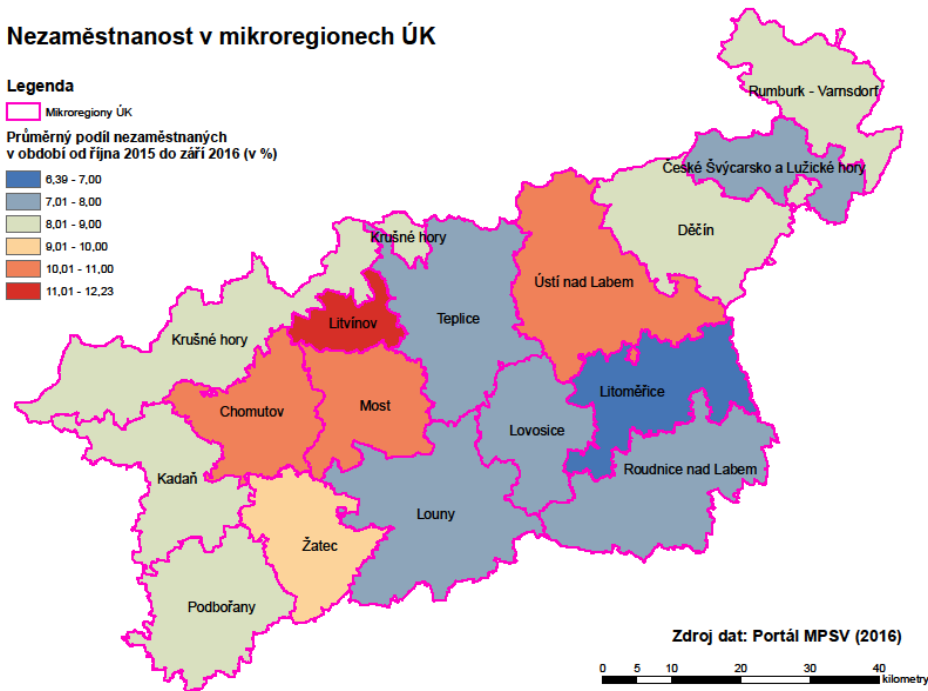 Nezaměstnanost v mikroregionech ÚK
Legenda
Mikroregiony ÚK
Průměrný podíl nezaměstnaných
v období od října 2015 do září 2016 (v %)
6,39 - 7,00
7,01 - 8,00
8,01 - 9,00
9,01 - 10,00
10,01 - 11,00
11,01 - 12,23
Rumburk - Varnsdorf
České Švýcarsko a Lužické hory
Děčín
Krušné hory
Ústí nad Labem
Teplice
Litvínov
Krušné hory
Litoměřice
Chomutov
Most
Lovosice
Roudnice nad Labem
Kadaň
Louny
Žatec
Podbořany
Zdroj dat: Portál MPSV (2016)
0 5 10 20 30 40
kilometry